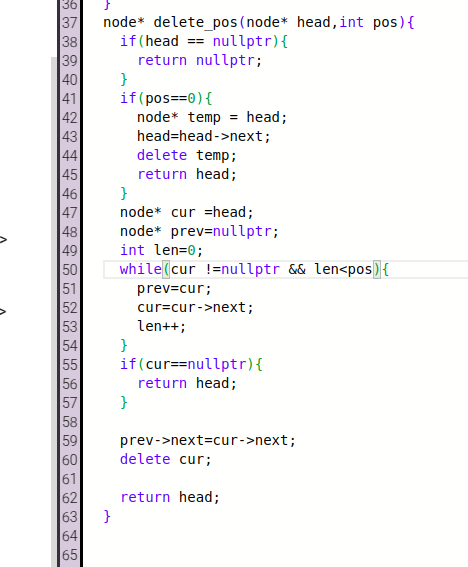 36 }
37 node* delete_pos(node* head,int pos){
38 if(head == nullptr){
39 return nullptr;
40 }
41 if(pos==0){
42 node* temp = head;
43 head=head->next;
44 delete temp;
45 return head;
46 }
47 node* cur =head;
48 node* prev=nullptr;
49 int len=0;
50 while(cur !=nullptr && len<pos){
51 prev=cur;
52 cur=cur->next;
53 len++;
54 }
55 if(cur==nullptr){
56 return head;
57 }
58
59 prev->next=cur->next;
60 delete cur;
61
62 return head;
63 }
64
65
>
>